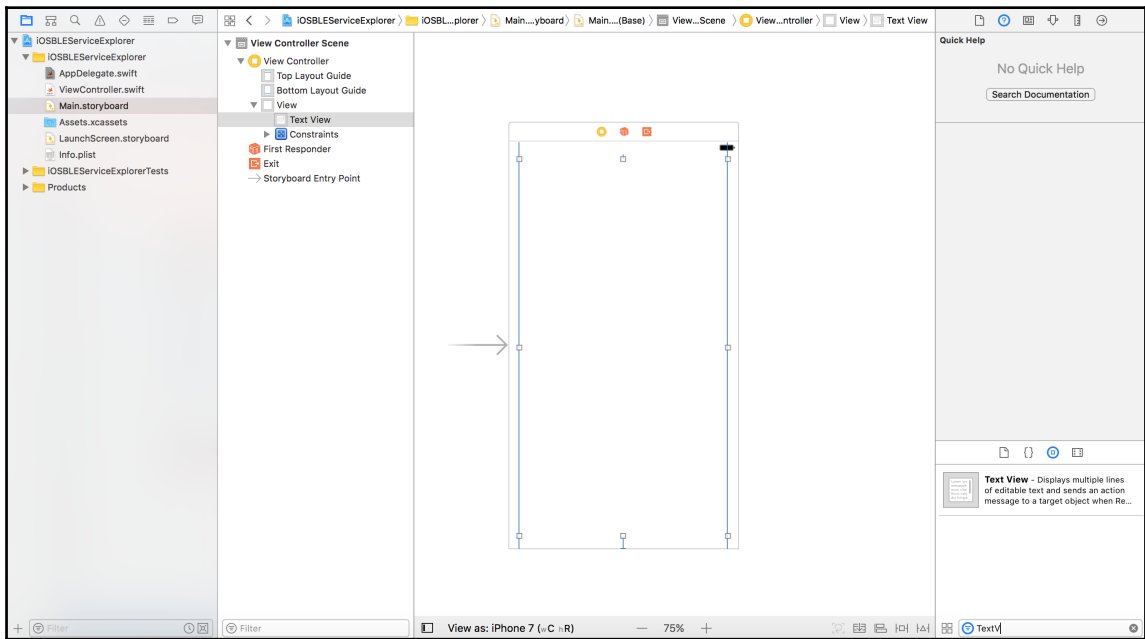 iOSBLEServiceExplorer
iOSBL...plorer
Main....yboard
Main....(Base)
View...Scene
View...ntroller
View
Text View
iOSBLEServiceExplorer
iOSBLEServiceExplorer
AppDelegate.swift
ViewController.swift
Main.storyboard
Assets.xcassets
LaunchScreen.storyboard
Info.plist
iOSBLEServiceExplorerTests
Products
Filter
View Controller Scene
View Controller
Top Layout Guide
Bottom Layout Guide
View
Text View
Constraints
First Responder
Exit
Storyboard Entry Point
Filter
View as: iPhone 7 (wC hR)
75%
Quick Help
No Quick Help
Search Documentation
Text View - Displays multiple lines
of editable text and sends an action
message to a target object when Re...
TextV